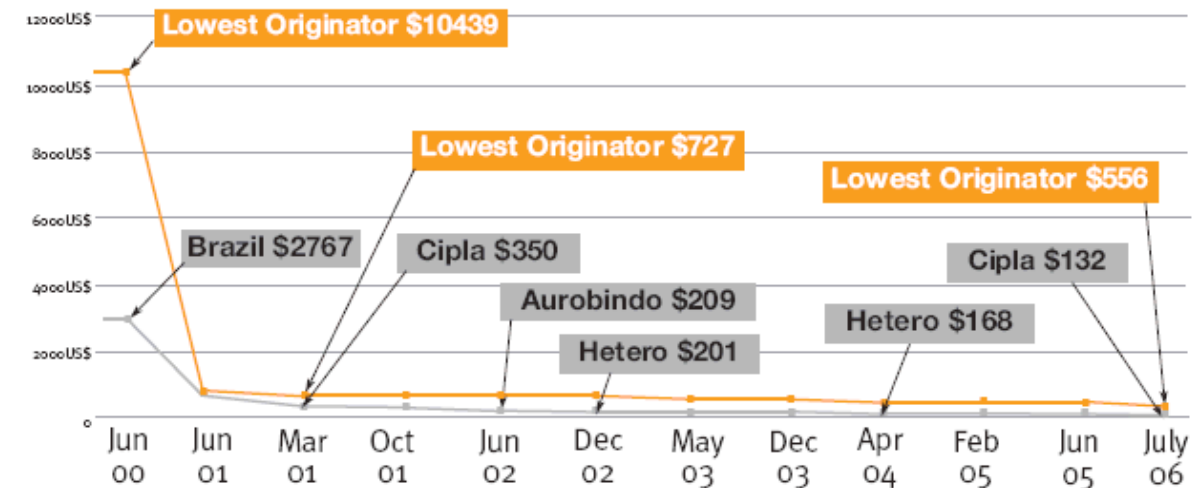 12000US$
Lowest Originator $10439
10000US$
Lowest Originator $727
8000US$
Lowest Originator $556
6000US$
Brazil $2767
Cipla $350
Cipla $132
4000US$
Aurobindo $209
Hetero $168
Hetero $201
2000US$
0
Jun Jun Mar Oct Jun Dec May Dec Apr Feb Jun July
00 01 01 01 02 02 03 03 04 05 05 06